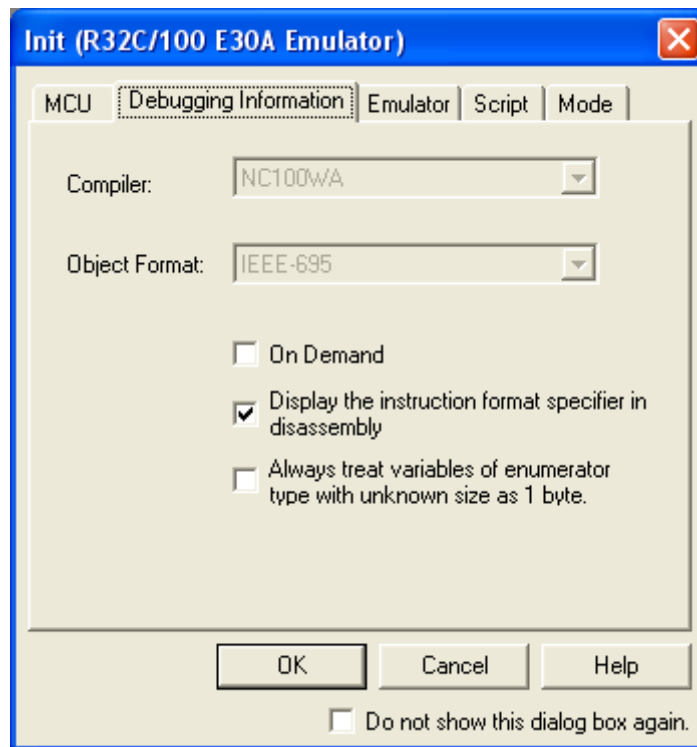 Init (R32C/100 E30A Emulator)
MCU Debugging Information Emulator Script Mode
Compiler: NC100WA
Object Format: IEEE-695
On Demand
Display the instruction format specifier in
disassembly
Always treat variables of enumerator
type with unknown size as 1 byte.
OK Cancel Help
Do not show this dialog box again.